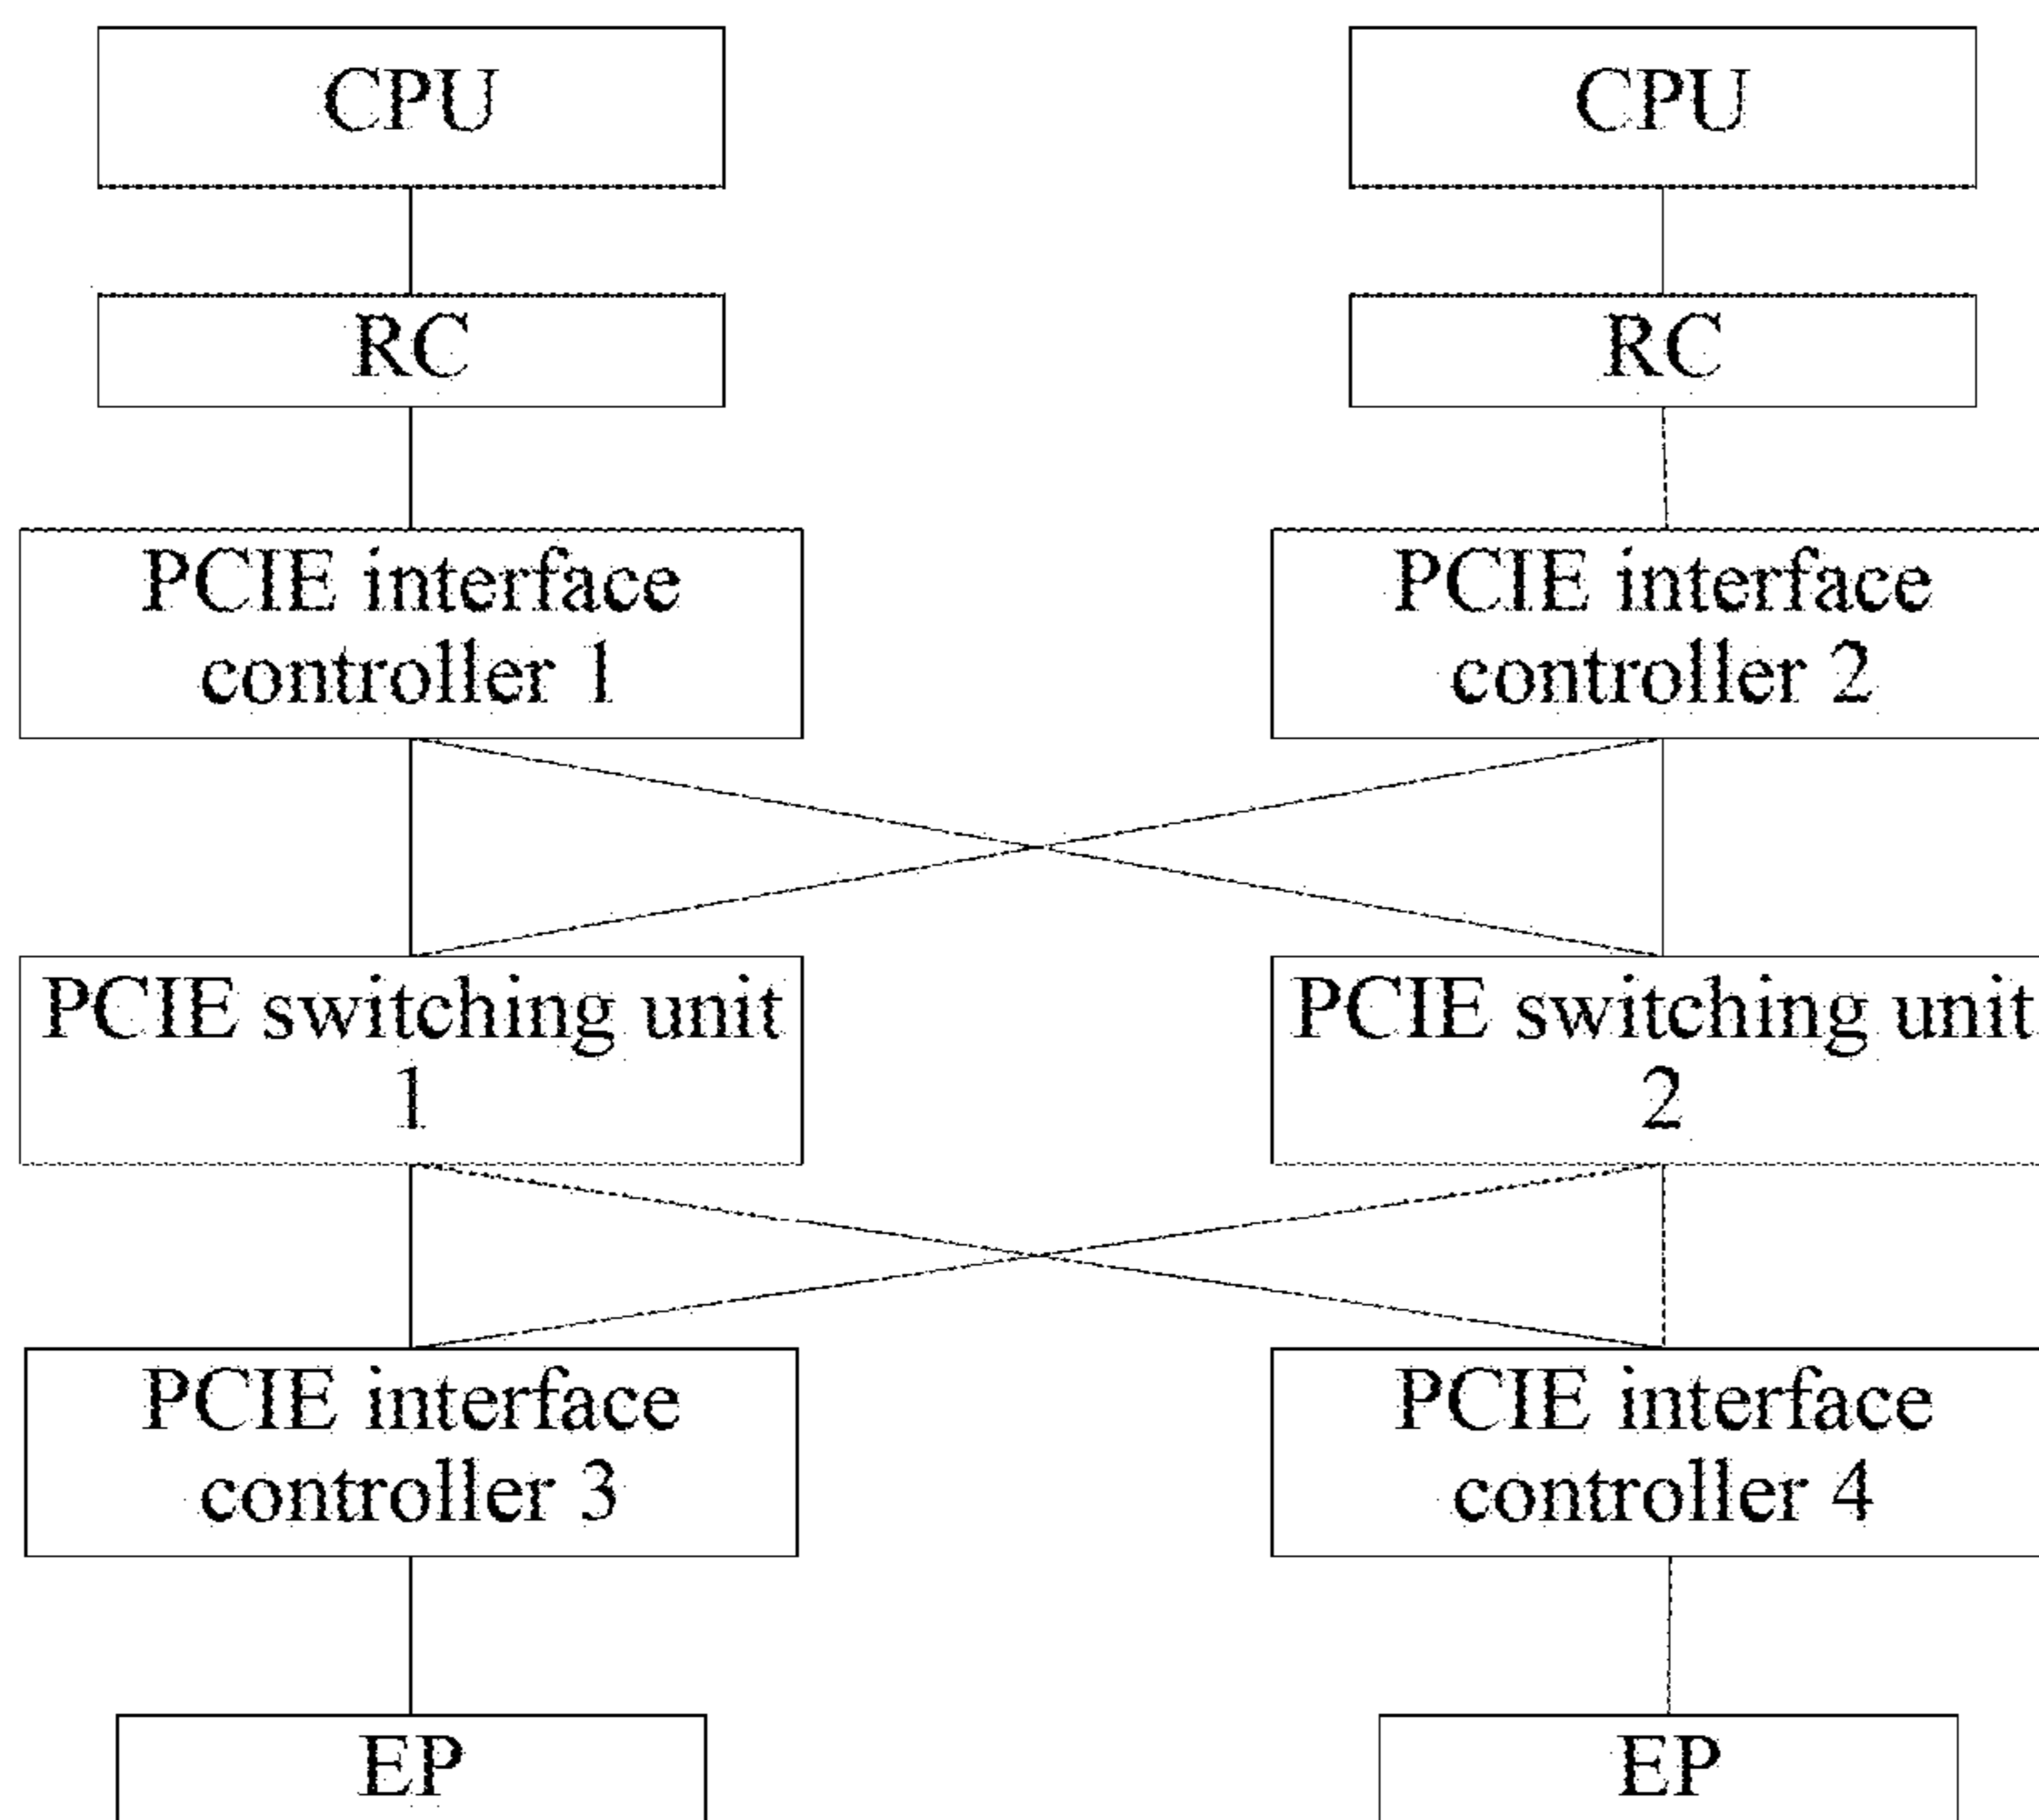 CPU
CPU
RC
RC
PCIE interface
controller 1
PCIE interface
controller 2
PCIE switching unit
1
PCIE switching unit
2
PCIE interface
controller 3
PCIE interface
controller 4
EP
EP